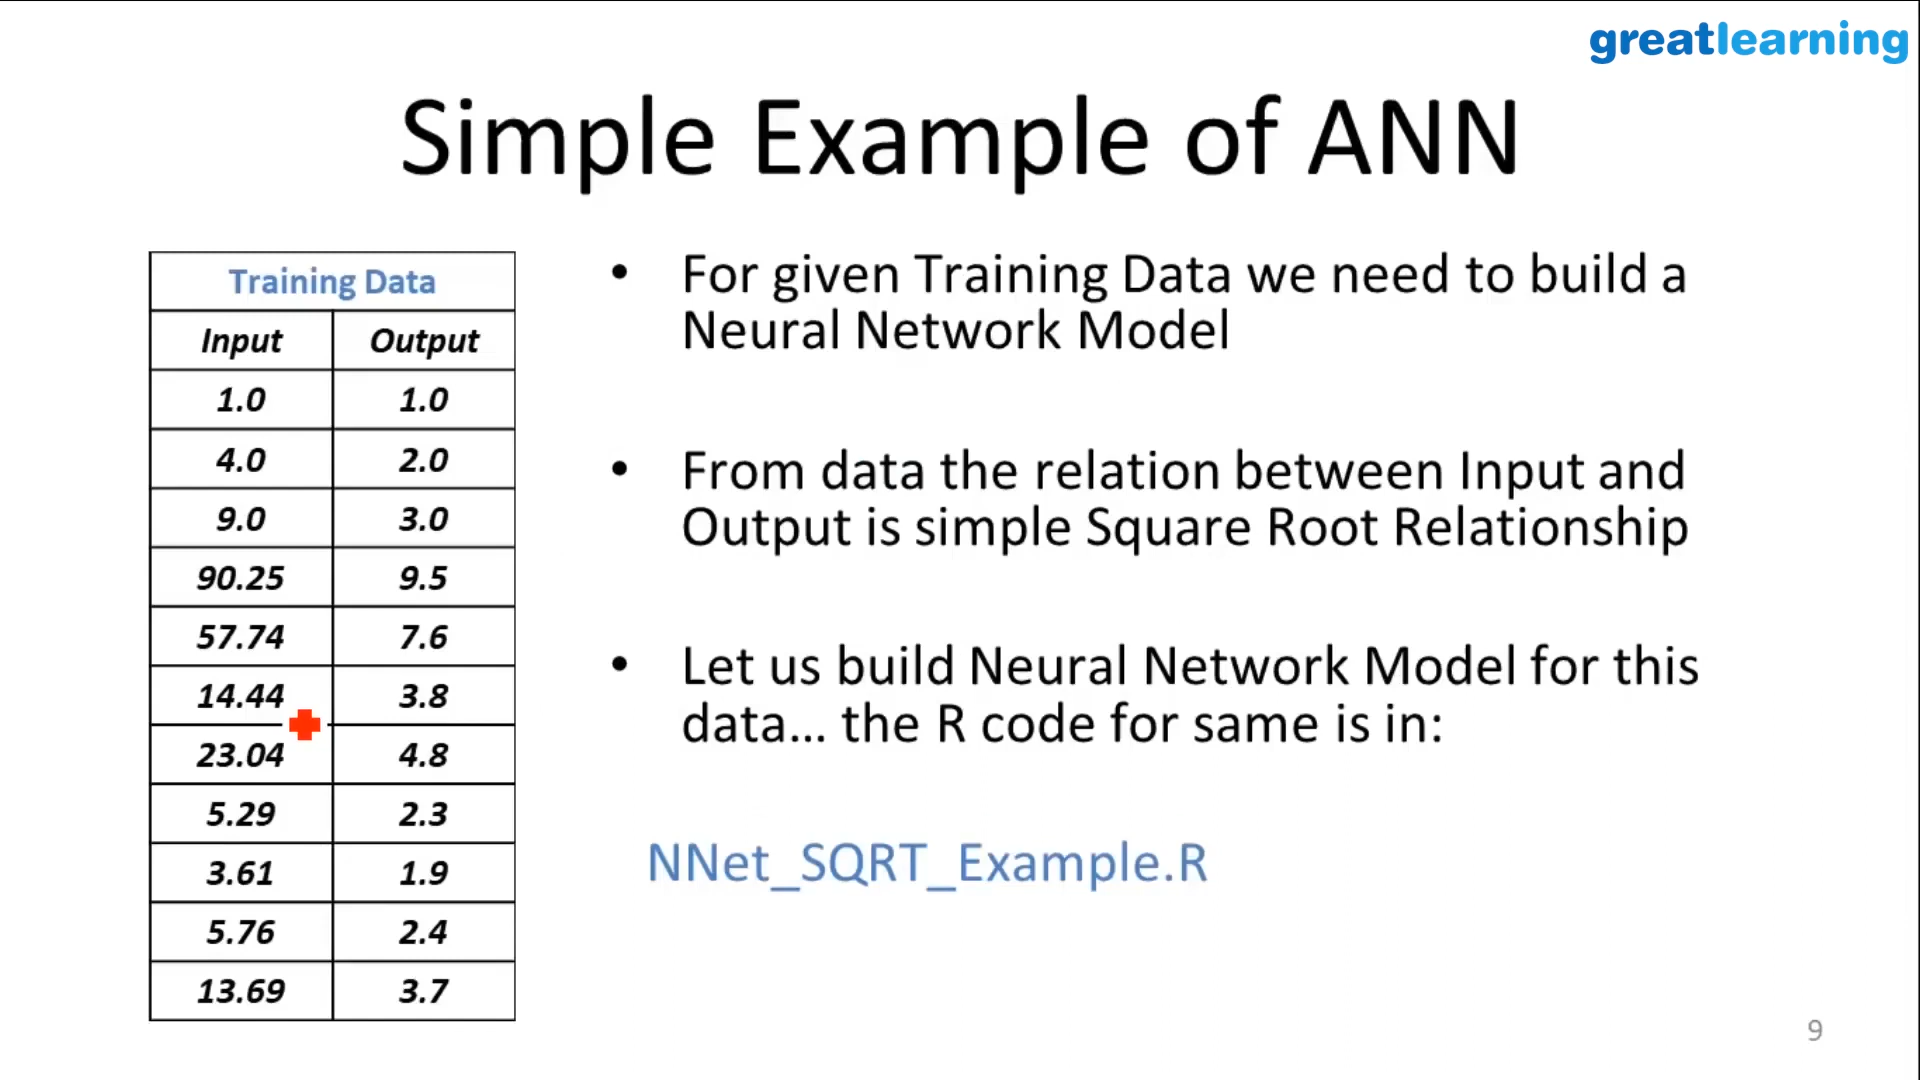 greatlearning
Simple Example of ANN
Training Data
Input Output
1.0 1.0
4.0 2.0
9.0 3.0
90.25 9.5
57.74 7.6
14.44 3.8
23.04 4.8
5.29 2.3
3.61 1.9
5.76 2.4
13.69 3.7
• For given Training Data we need to build a
Neural Network Model
• From data the relation between Input and
Output is simple Square Root Relationship
• Let us build Neural Network Model for this
data... the R code for same is in:
NNet_SQRT_Example.R
9